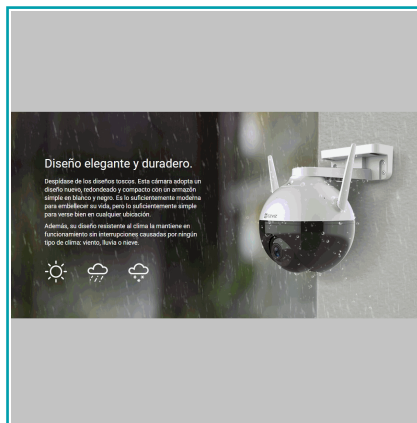 Diseño elegante y duradero.
Despídase de los diseños toscos. Esta cámara adopta un
diseño nuevo, redondeado y compacto con un armazón
simple en blanco y negro. Es lo suficientemente moderna
para embellecer su vida, pero lo suficientemente simple
para verse bien en cualquier ubicación.
Además, su diseño resistente al clima la mantiene en
funcionamiento sin interrupciones causadas por ningún
tipo de clima: viento, lluvia o nieve.